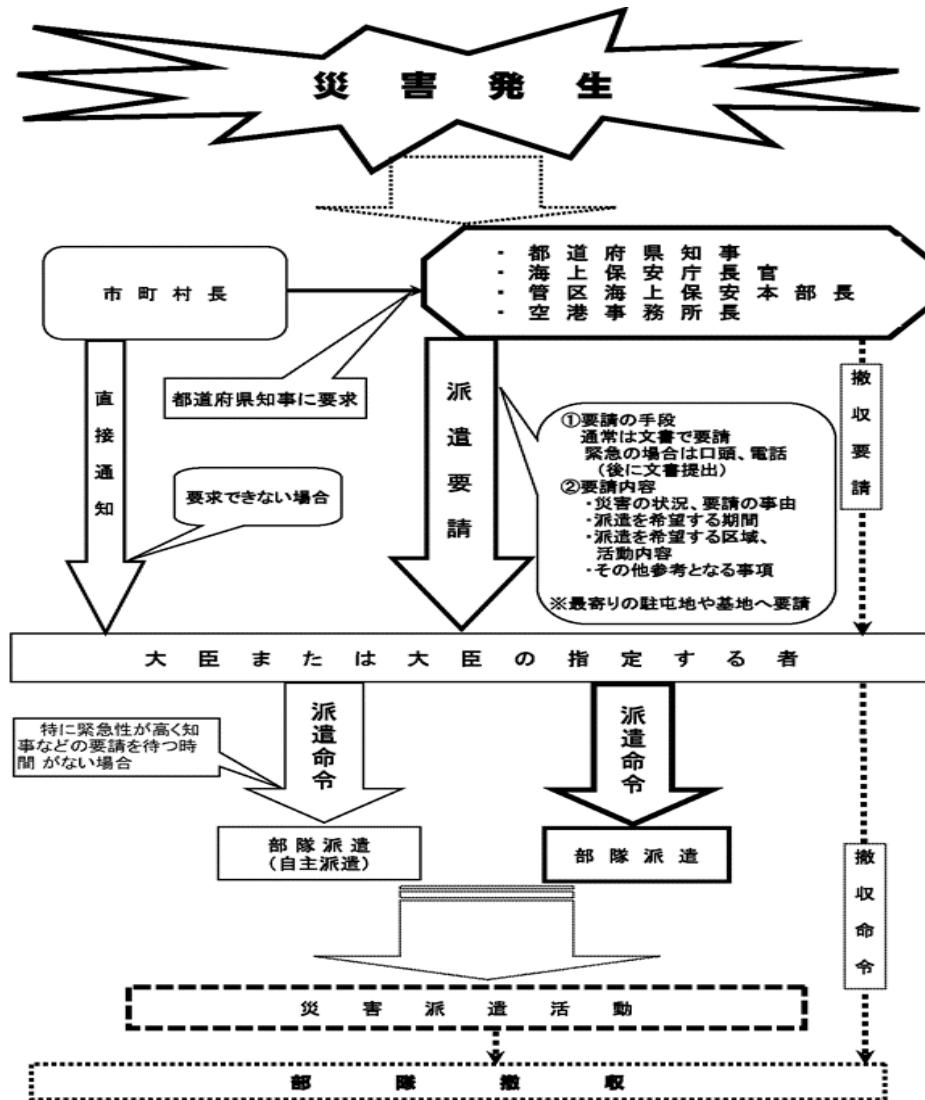 災害発生
・都道府県知事
・海上保安庁長官
・管区海上保安本部長
・空港事務所長
市町村長
都道府県知事に要求
直接通知
要求できない場合
派遣要請
①要請の手段
通常は文書で要請
緊急の場合は口頭、電話
（後に文書提出）
②要請内容
・災害の状況、要請の事由
・派遣を希望する期間
・派遣を希望する区域、
活動内容
・その他参考となる事項
※最寄りの駐屯地や基地へ要請
撤収要請
大臣または大臣の指定する者
特に緊急性が高く知
事などの要請を待つ時
間がない場合
派遣命令
派遣命令
部隊派遣
（自主派遣）
部隊派遣
撤収命令
災害派遣活動
部隊撤収